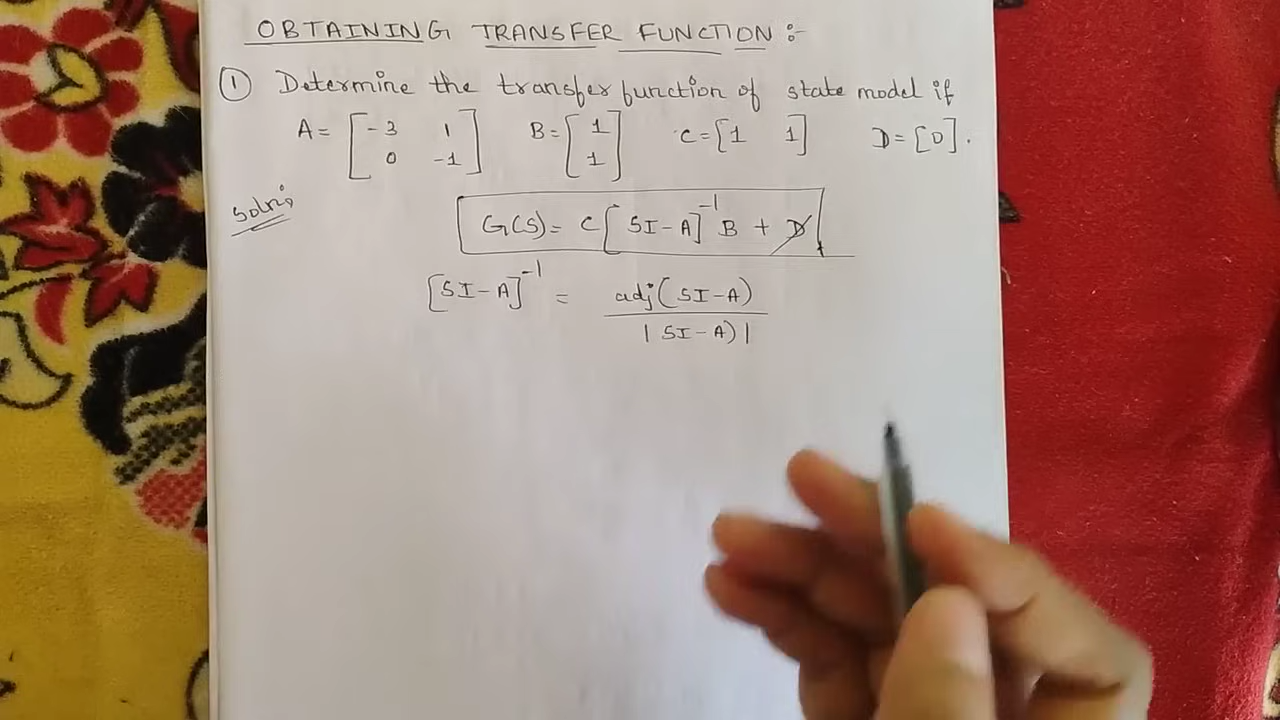 OBTAINING TRANSFER FUNCTION :-
① Determine the transfer function of state model if
A = [ -3 1 B = [ 1 C = [ 1 1 ] D = [0].
0 -1 ] 1 ]
Soln:
G(S) = C [ SI - A ]⁻¹ B + D
[SI - A]⁻¹ = adj (SI - A)
| SI - A) |